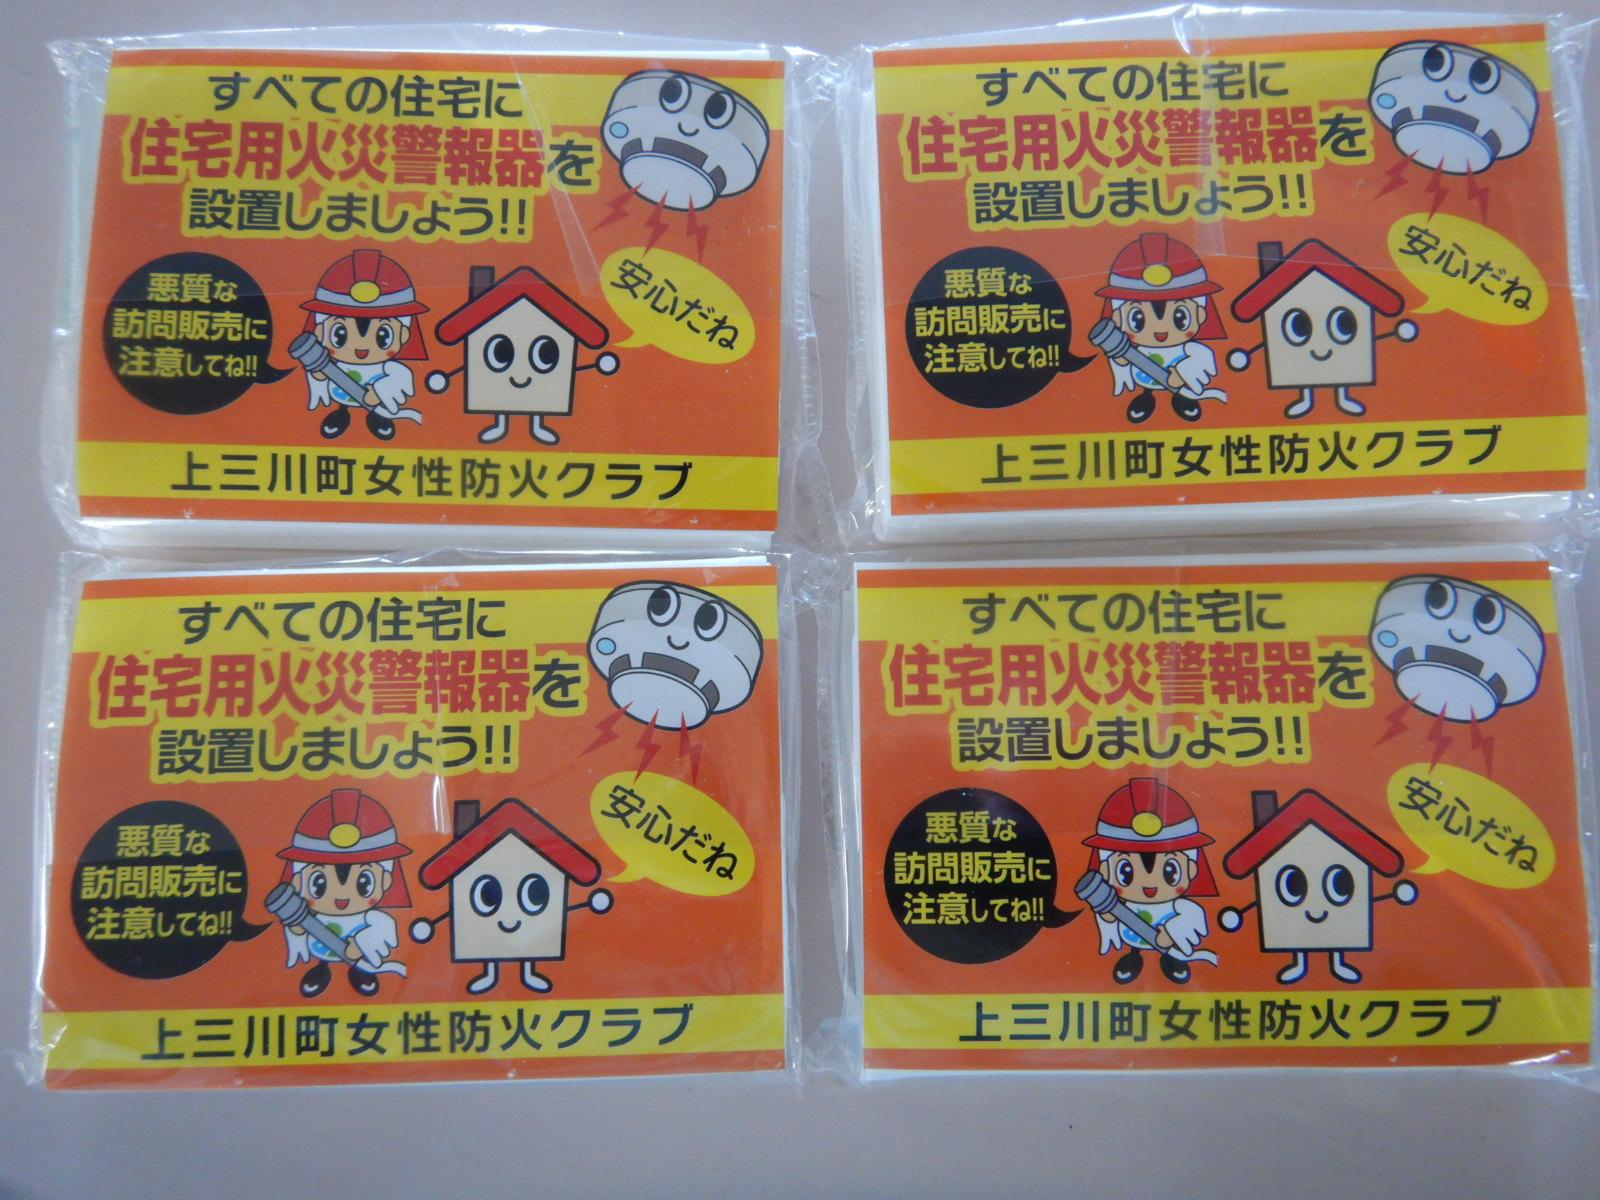 すべての住宅に
住宅用火災警報器を
設置しましょう!!
悪質な
訪問販売に
注意してね!!
安心だね
上三川町女性防火クラブ
すべての住宅に
住宅用火災警報器を
設置しましょう!!
悪質な
訪問販売に
注意してね!!
安心だね
上三川町女性防火クラブ
すべての住宅に
住宅用火災警報器を
設置しましょう!!
悪質な
訪問販売に
注意してね!!
安心だね
上三川町女性防火クラブ
すべての住宅に
住宅用火災警報器を
設置しましょう!!
悪質な
訪問販売に
注意してね!!
安心だね
上三川町女性防火クラブ